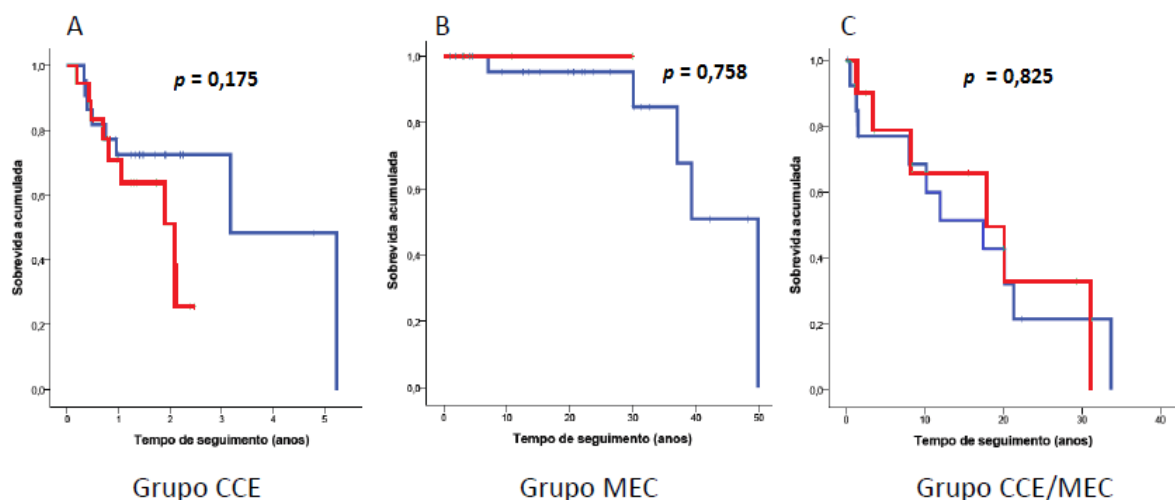 A
p = 0,175
Sobrevida acumulada
1,0
0,8
0,6
0,4
0,2
0,0
0
1
2
3
4
5
Tempo de seguimento (anos)
Grupo CCE
B
p = 0,758
Sobrevida acumulada
1,0
0,8
0,6
0,4
0,2
0,0
0
10
20
30
40
50
Tempo de seguimento (anos)
Grupo MEC
C
p = 0,825
Sobrevida acumulada
1,0
0,8
0,6
0,4
0,2
0,0
0
10
20
30
40
Tempo de seguimento (anos)
Grupo CCE/MEC